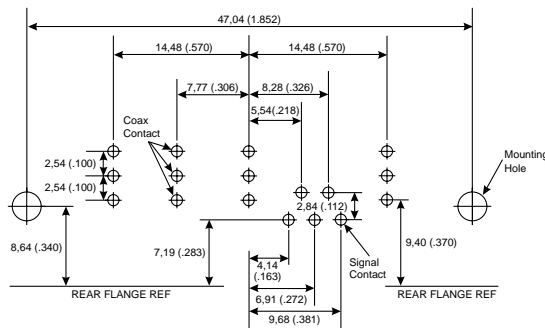 47,04 (1.852)
14,48 (.570)
14,48 (.570)
7,77 (.306)
8,28 (.326)
5,54(.218)
Coax
Contact
2,54 (.100)
2,54 (.100)
Mounting
Hole
2,84 (.112)
8,64 (.340)
7,19 (.283)
Signal
Contact
9,40 (.370)
4,14
(.163)
REAR FLANGE REF
6,91 (.272)
REAR FLANGE REF
9,68 (.381)